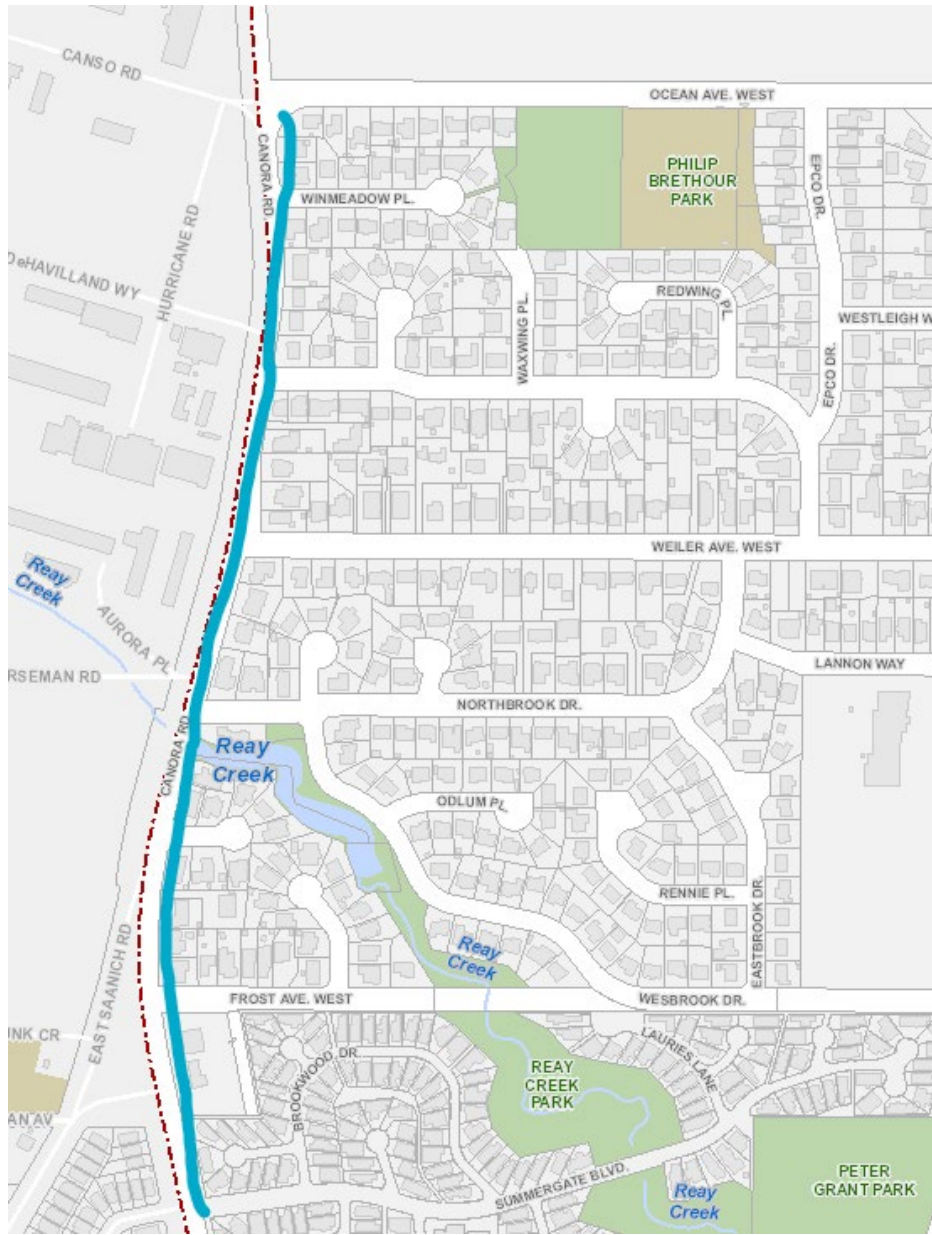 CANSO RD
OCEAN AVE. WEST
CANORA RD.
PHILIP
BRETHOUR
PARK
EPCO DR.
WINMEADOW PL.
HURRICANE RD
DeHAVILLAND WY
WAXWING PL.
REDWING PL.
WESTLEIGH W
EPCO DR.
WEILER AVE. WEST
Reay
Creek
AURORA PL
LANNON WAY
RSEMAN RD
NORTHBROOK DR.
CANORA RD
Reay
Creek
ODLUM PL.
RENNIE PL.
EASTBROOK DR.
Reay
Creek
FROST AVE. WEST
WESBROOK DR.
EAST SAANICH RD
NK CR
LAURIES LANE
BROOKWOOD DR
REAY
CREEK
PARK
AN AV
SUMMERGATE BLVD.
PETER
GRANT PARK
Reay
Creek